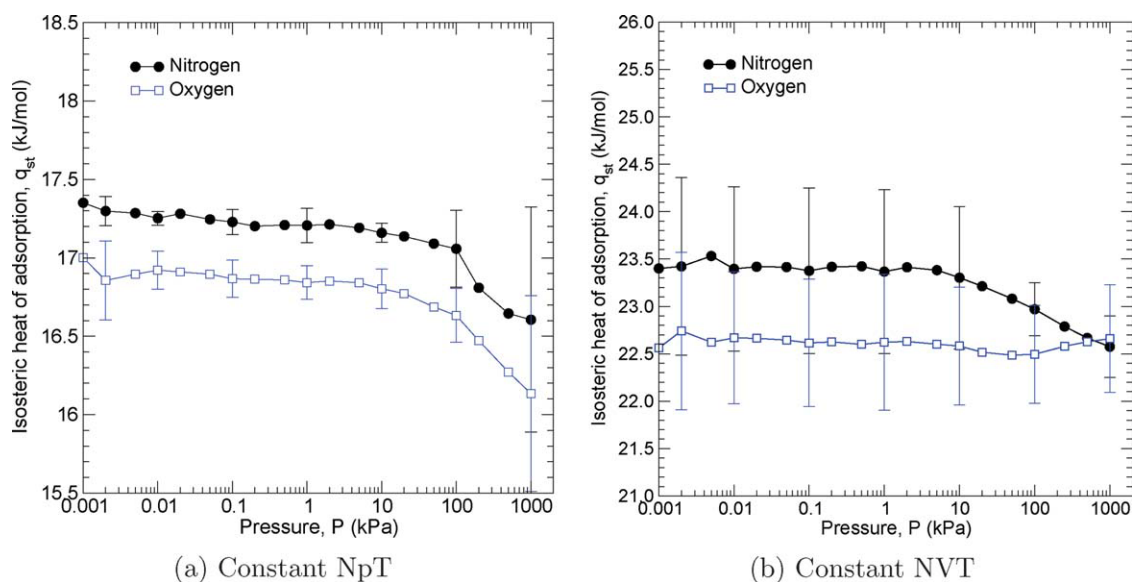 18.5
18
17.5
17
16.5
16
15.5
Isosteric heat of adsorption, q_st (kJ/mol)
Nitrogen
Oxygen
0.001 0.01 0.1 1 10 100 1000
Pressure, P (kPa)
(a) Constant NpT
26.0
25.5
25.0
24.5
24.0
23.5
23.0
22.5
22.0
21.5
21.0
Isosteric heat of adsorption, q_st (kJ/mol)
Nitrogen
Oxygen
0.001 0.01 0.1 1 10 100 1000
Pressure, P (kPa)
(b) Constant NVT